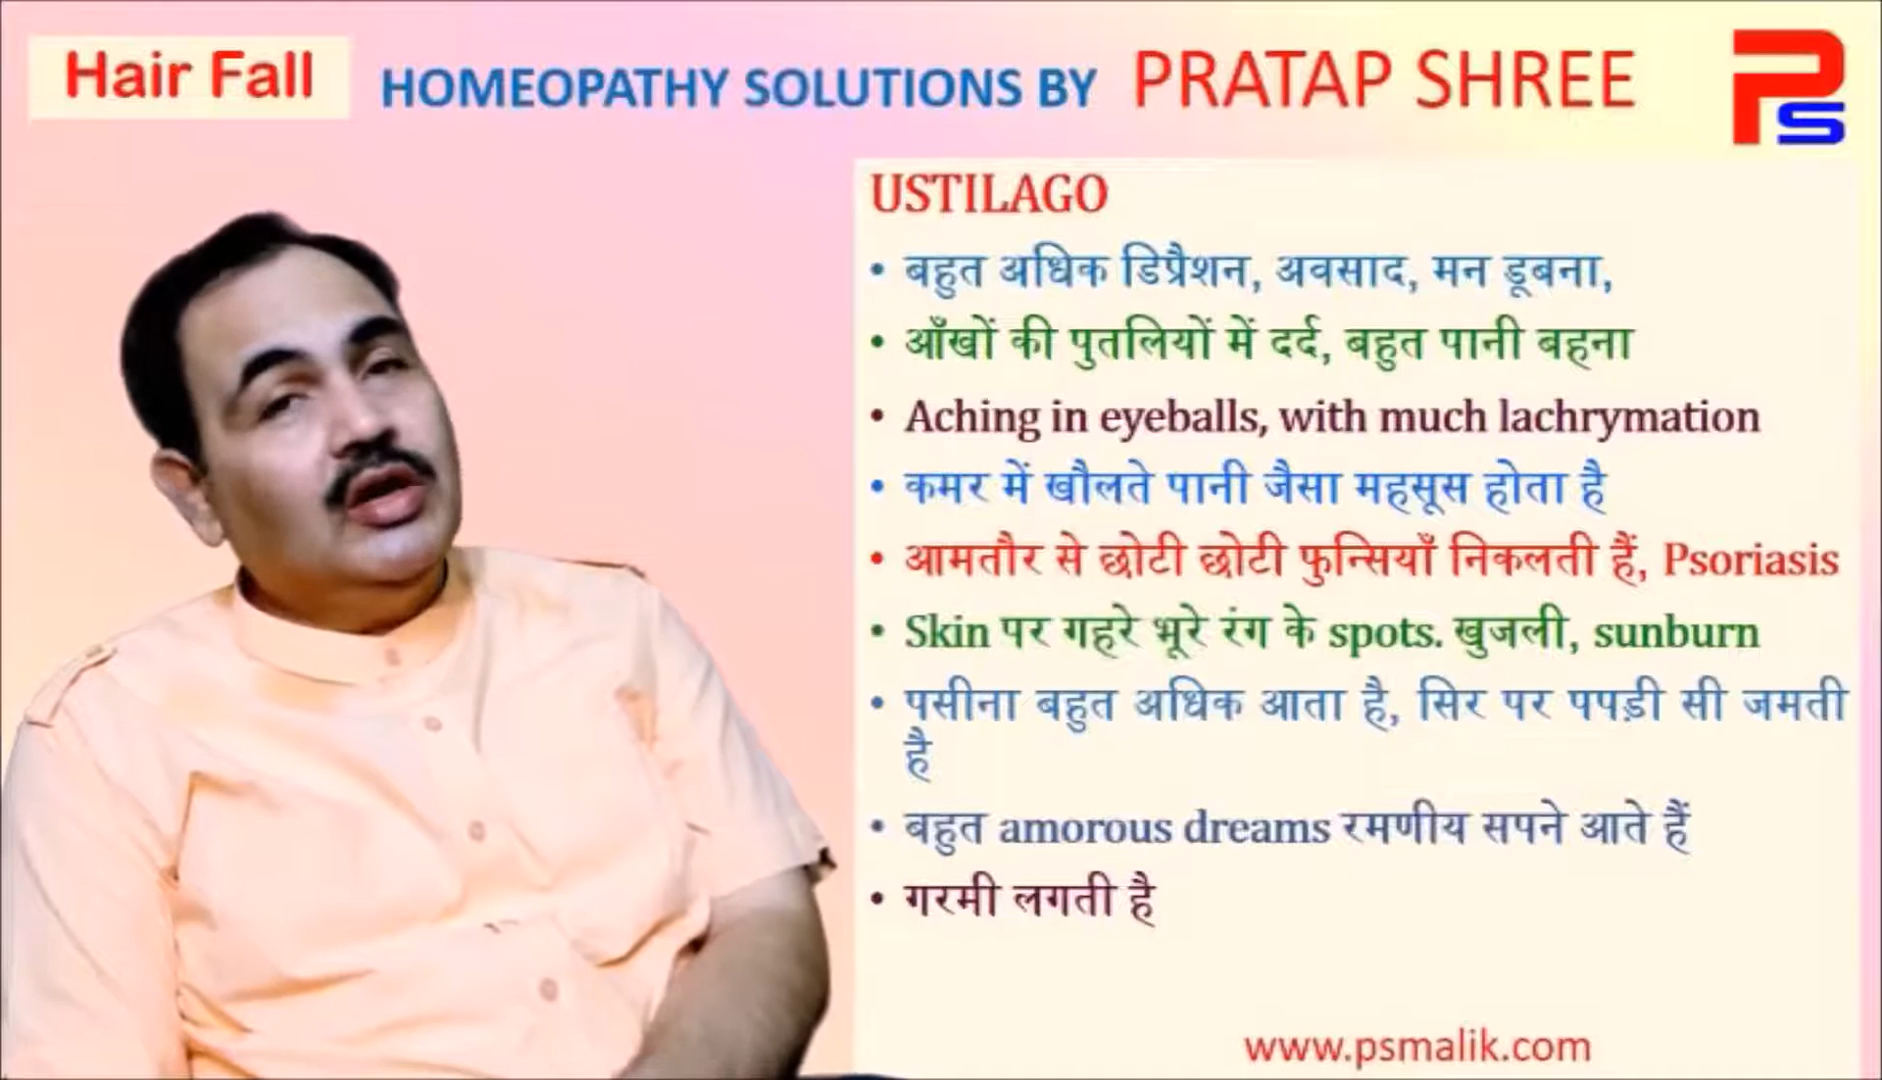 Hair Fall HOMEOPATHY SOLUTIONS BY PRATAP SHREE
PS
USTILAGO
• बहुत अधिक डिप्रैशन, अवसाद, मन डूबना,
• आँखों की पुतलियों में दर्द, बहुत पानी बहना
• Aching in eyeballs, with much lachrymation
• कमर में खौलते पानी जैसा महसूस होता है
• आमतौर से छोटी छोटी फुन्सियाँ निकलती हैं, Psoriasis
• Skin पर गहरे भूरे रंग के spots. खुजली, sunburn
• पसीना बहुत अधिक आता है, सिर पर पपड़ी सी जमती
है
• बहुत amorous dreams रमणीय सपने आते हैं
• गरमी लगती है
www.psmalik.com